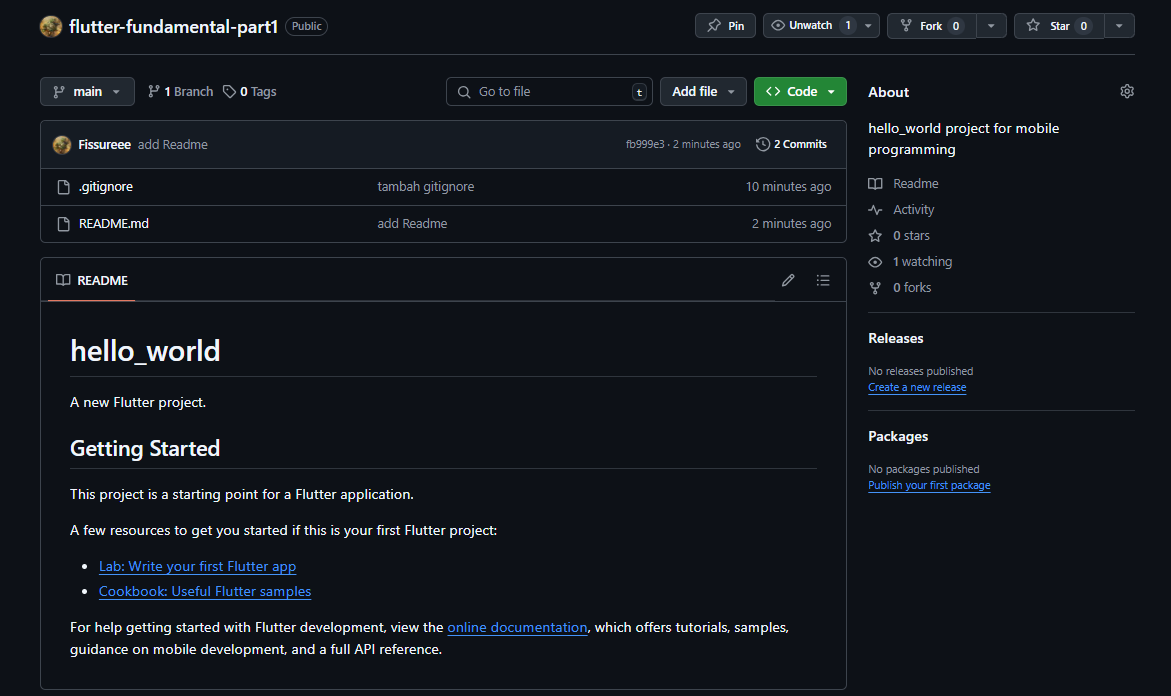 flutter-fundamental-part1 Public Pin Unwatch 1 Fork 0 Star 0
main 1 Branch 0 Tags Go to file t Add file Code
Fissureee add Readme fb999e3 · 2 minutes ago 2 Commits
.gitignore tambah gitignore 10 minutes ago
README.md add Readme 2 minutes ago
README
hello_world
A new Flutter project.
Getting Started
This project is a starting point for a Flutter application.
A few resources to get you started if this is your first Flutter project:
• Lab: Write your first Flutter app
• Cookbook: Useful Flutter samples
For help getting started with Flutter development, view the online documentation, which offers tutorials, samples,
guidance on mobile development, and a full API reference.
About
hello_world project for mobile
programming
Readme
Activity
0 stars
1 watching
0 forks
Releases
No releases published
Create a new release
Packages
No packages published
Publish your first package